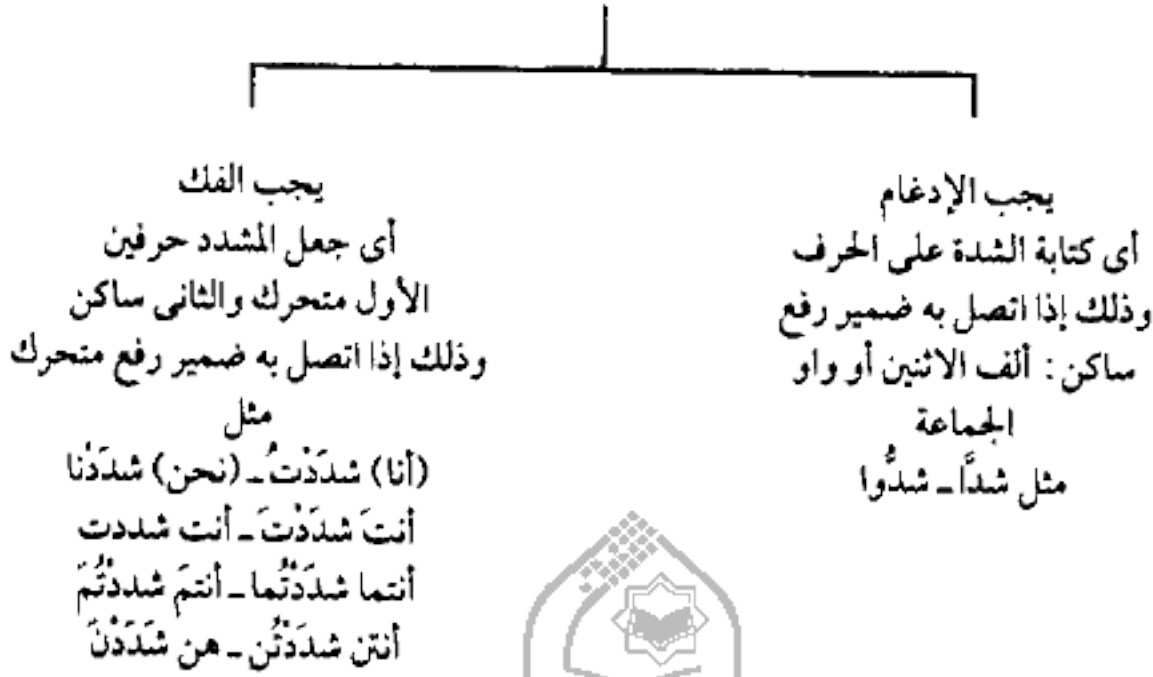 يجب الإدغام
أى كتابة الشدة على الحرف
وذلك إذا اتصل به ضمير رفع
ساكن : ألف الاثنين أو واو
الجماعة
مثل شدَّا ـ شدُّوا
يجب الفك
أى جعل المشدد حرفين
الأول متحرك والثانى ساكن
وذلك إذا اتصل به ضمير رفع متحرك
مثل
(أنا) شدَدْتُ ـ (نحن) شدَدْنا
أنتَ شدَدْتَ ـ أنت شددت
أنتما شدَدْتُما ـ أنتمَ شددْتُمَ
أنتن شدَدْتُن ـ هن شَدَدْنَ